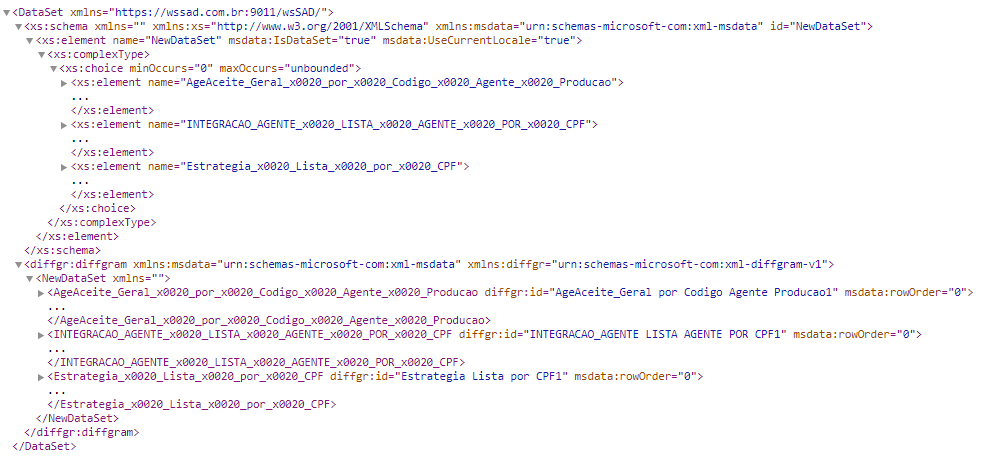 <DataSet xmlns="https://wssad.com.br:9011/wsSAD/">
<xs:schema xmlns="" xmlns:xs="http://www.w3.org/2001/XMLSchema" xmlns:msdata="urn:schemas-microsoft-com:xml-msdata" id="NewDataSet">
<xs:element name="NewDataSet" msdata:IsDataSet="true" msdata:UseCurrentLocale="true">
<xs:complexType>
<xs:choice minOccurs="0" maxOccurs="unbounded">
<xs:element name="AgeAceite_Geral_x0020_por_x0020_Codigo_x0020_Agente_x0020_Producao">
...
</xs:element>
<xs:element name="INTEGRACAO_AGENTE_x0020_LISTA_x0020_AGENTE_x0020_POR_x0020_CPF">
...
</xs:element>
<xs:element name="Estrategia_x0020_Lista_x0020_por_x0020_CPF">
...
</xs:element>
</xs:choice>
</xs:complexType>
</xs:element>
</xs:schema>
<diffgr:diffgram xmlns:msdata="urn:schemas-microsoft-com:xml-msdata" xmlns:diffgr="urn:schemas-microsoft-com:xml-diffgram-v1">
<NewDataSet xmlns="">
<AgeAceite_Geral_x0020_por_x0020_Codigo_x0020_Agente_x0020_Producao diffgr:id="AgeAceite_Geral por Codigo Agente Producao1" msdata:rowOrder="0">
...
</AgeAceite_Geral_x0020_por_x0020_Codigo_x0020_Agente_x0020_Producao>
<INTEGRACAO_AGENTE_x0020_LISTA_x0020_AGENTE_x0020_POR_x0020_CPF diffgr:id="INTEGRACAO_AGENTE LISTA AGENTE POR CPF1" msdata:rowOrder="0">
...
</INTEGRACAO_AGENTE_x0020_LISTA_x0020_AGENTE_x0020_POR_x0020_CPF>
<Estrategia_x0020_Lista_x0020_por_x0020_CPF diffgr:id="Estrategia Lista por CPF1" msdata:rowOrder="0">
...
</Estrategia_x0020_Lista_x0020_por_x0020_CPF>
</NewDataSet>
</diffgr:diffgram>
</DataSet>